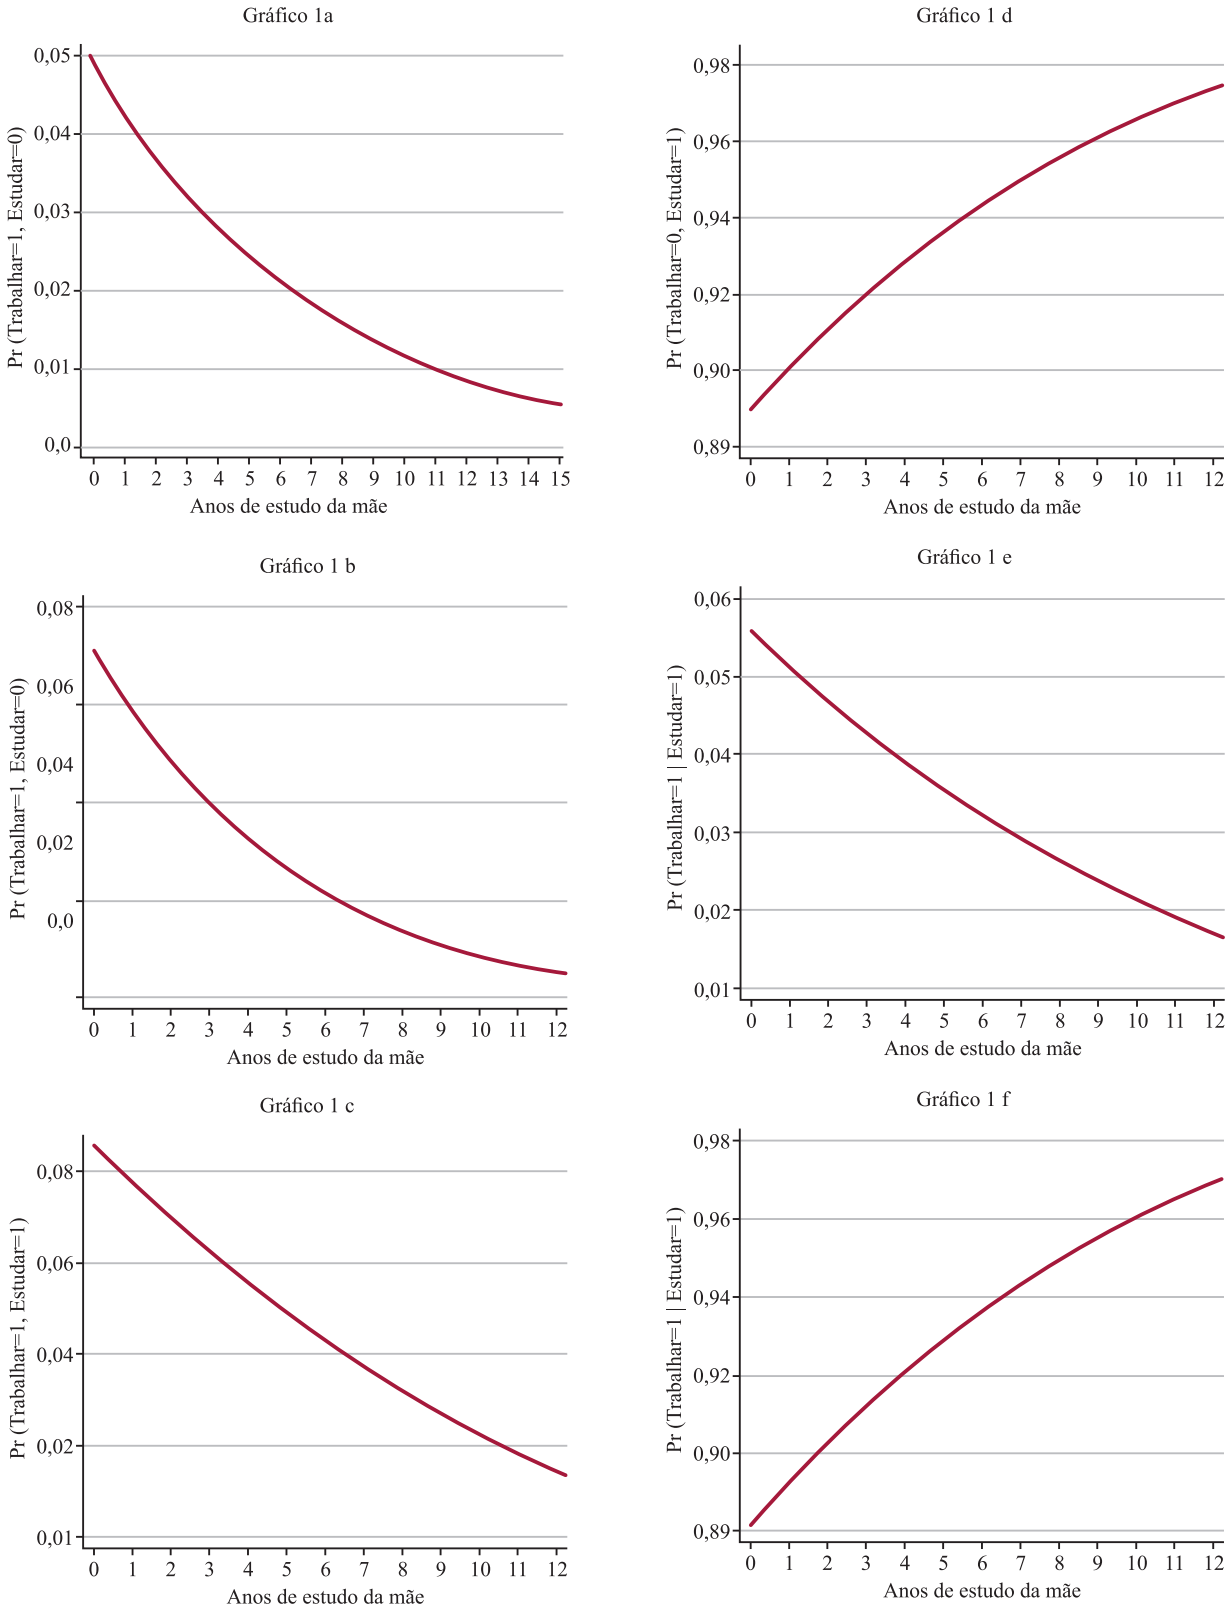 Gráfico 1a
Pr (Trabalhar=1, Estudar=0)
0,05
0,04
0,03
0,02
0,01
0,0
0 1 2 3 4 5 6 7 8 9 10 11 12 13 14 15
Anos de estudo da mãe
Gráfico 1 d
Pr (Trabalhar=0, Estudar=1)
0,98
0,96
0,94
0,92
0,90
0,89
0 1 2 3 4 5 6 7 8 9 10 11 12
Anos de estudo da mãe
Gráfico 1 b
Pr (Trabalhar=1, Estudar=0)
0,08
0,06
0,04
0,02
0,0
0 1 2 3 4 5 6 7 8 9 10 11 12
Anos de estudo da mãe
Gráfico 1 e
Pr (Trabalhar=1 | Estudar=1)
0,06
0,05
0,04
0,03
0,02
0,01
0 1 2 3 4 5 6 7 8 9 10 11 12
Anos de estudo da mãe
Gráfico 1 c
Pr (Trabalhar=1, Estudar=1)
0,08
0,06
0,04
0,02
0,01
0 1 2 3 4 5 6 7 8 9 10 11 12
Anos de estudo da mãe
Gráfico 1 f
Pr (Trabalhar=1 | Estudar=1)
0,98
0,96
0,94
0,92
0,90
0,89
0 1 2 3 4 5 6 7 8 9 10 11 12
Anos de estudo da mãe